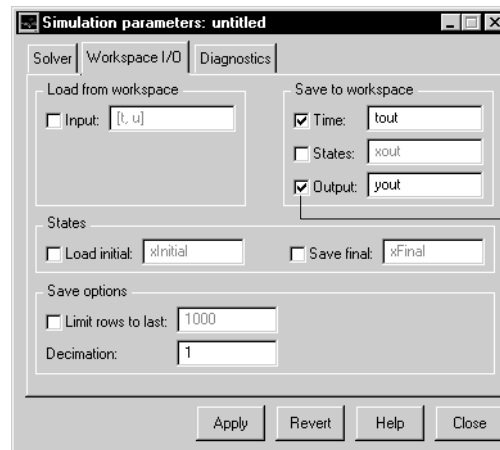 Simulation parameters: untitled
Solver Workspace I/O Diagnostics
Load from workspace
Input: [t, u]
Save to workspace
Time: tout
States: xout
Output: yout
States
Load initial: xInitial
Save final: xFinal
Save options
Limit rows to last: 1000
Decimation: 1
Apply Revert Help Close